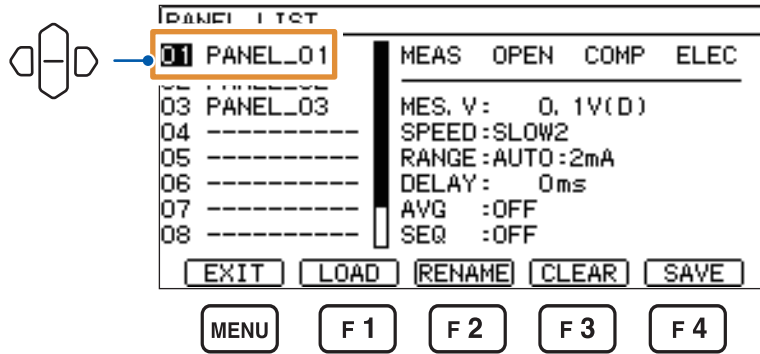 PANEL LIST
01 PANEL_01
MEAS OPEN COMP ELEC
02 PANEL_02
03 PANEL_03
04 ----------
05 ----------
06 ----------
07 ----------
08 ----------
MES. V: 0. 1V(D)
SPEED:SLOW2
RANGE:AUTO:2mA
DELAY: 0ms
AVG :OFF
SEQ :OFF
EXIT LOAD RENAME CLEAR SAVE
MENU F 1 F 2 F 3 F 4